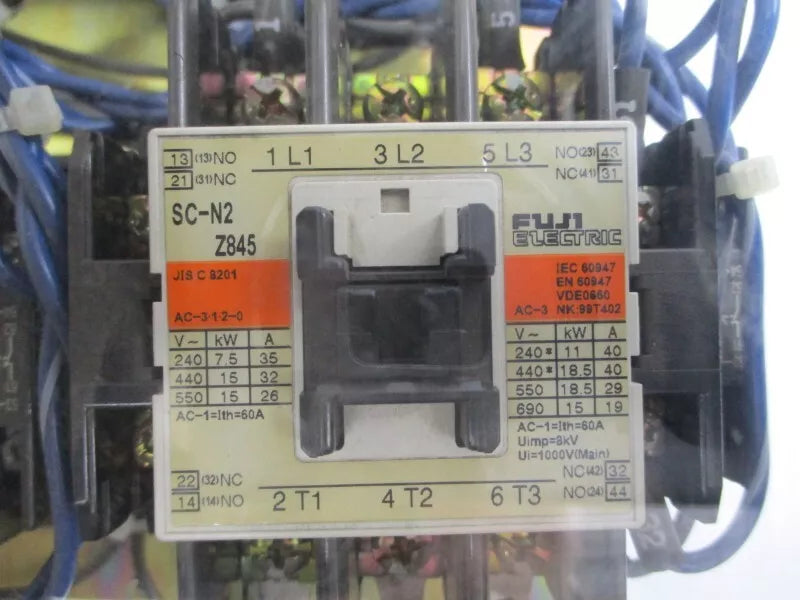 13 (13)NO 1 L1 3 L2 5 L3 NO(23) 43
21 (31)NC NC(41) 31
SC-N2
Z845
FUJI
ELECTRIC
JIS C 8201
AC-3·1·2-0
IEC 60947
EN 60947
VDE0660
AC-3 NK:99T402
V~ kW A
240 7.5 35
440 15 32
550 15 26
AC-1=Ith=60A
V~ kW A
240* 11 40
440* 18.5 40
550 18.5 29
690 15 19
AC-1=Ith=60A
Uimp=8kV
Ui=1000V(Main)
22 (32)NC NC(42) 32
14 (14)NO 2 T1 4 T2 6 T3 NO(24) 44